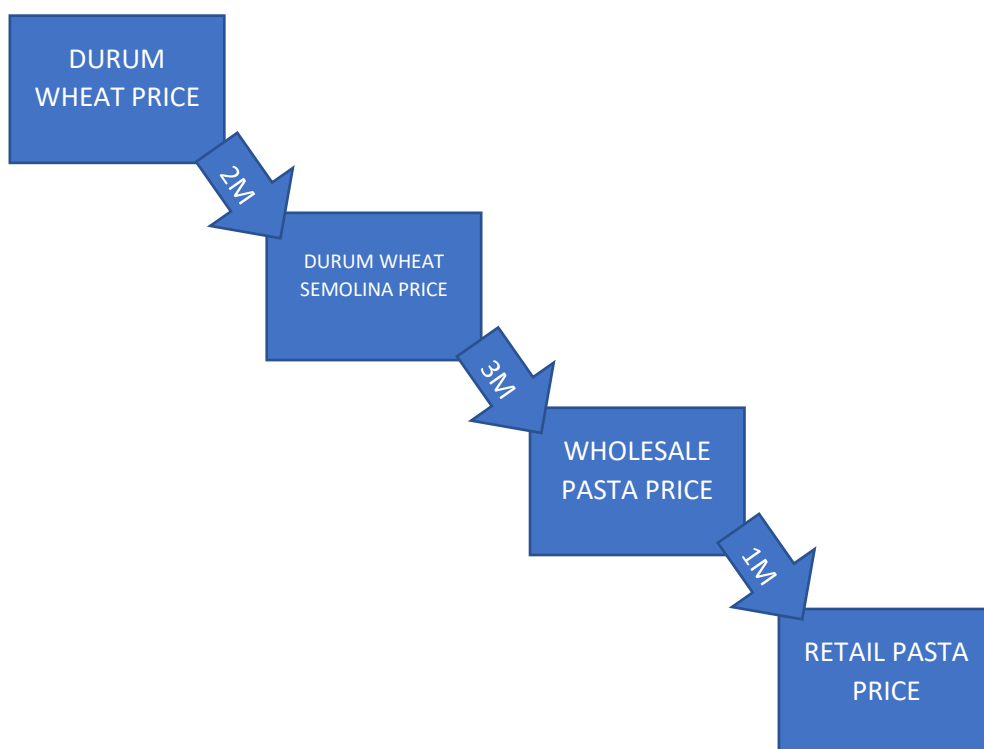 DURUM
WHEAT PRICE
2M
DURUM WHEAT
SEMOLINA PRICE
3M
WHOLESALE
PASTA PRICE
1M
RETAIL PASTA
PRICE